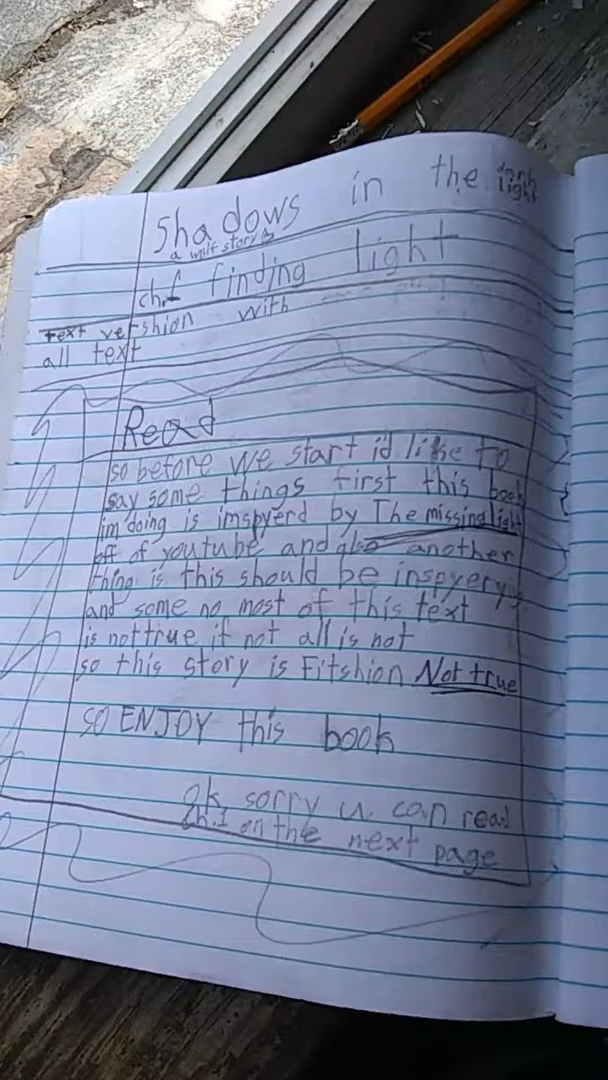 Shadows in the dark light
a wolf story
ch.1 finding light
text vershion with
all text
Read
so before we start i'd like to
say some things first this book
im doing is imspyerd by The missing light
off of youtube and also another
thing is this should be inspyery
and some no most of this text
is not true if not all is not
so this story is Fitshion Not true
so ENJOY this book
Ok sorry u can read
Ch.1 on the next page